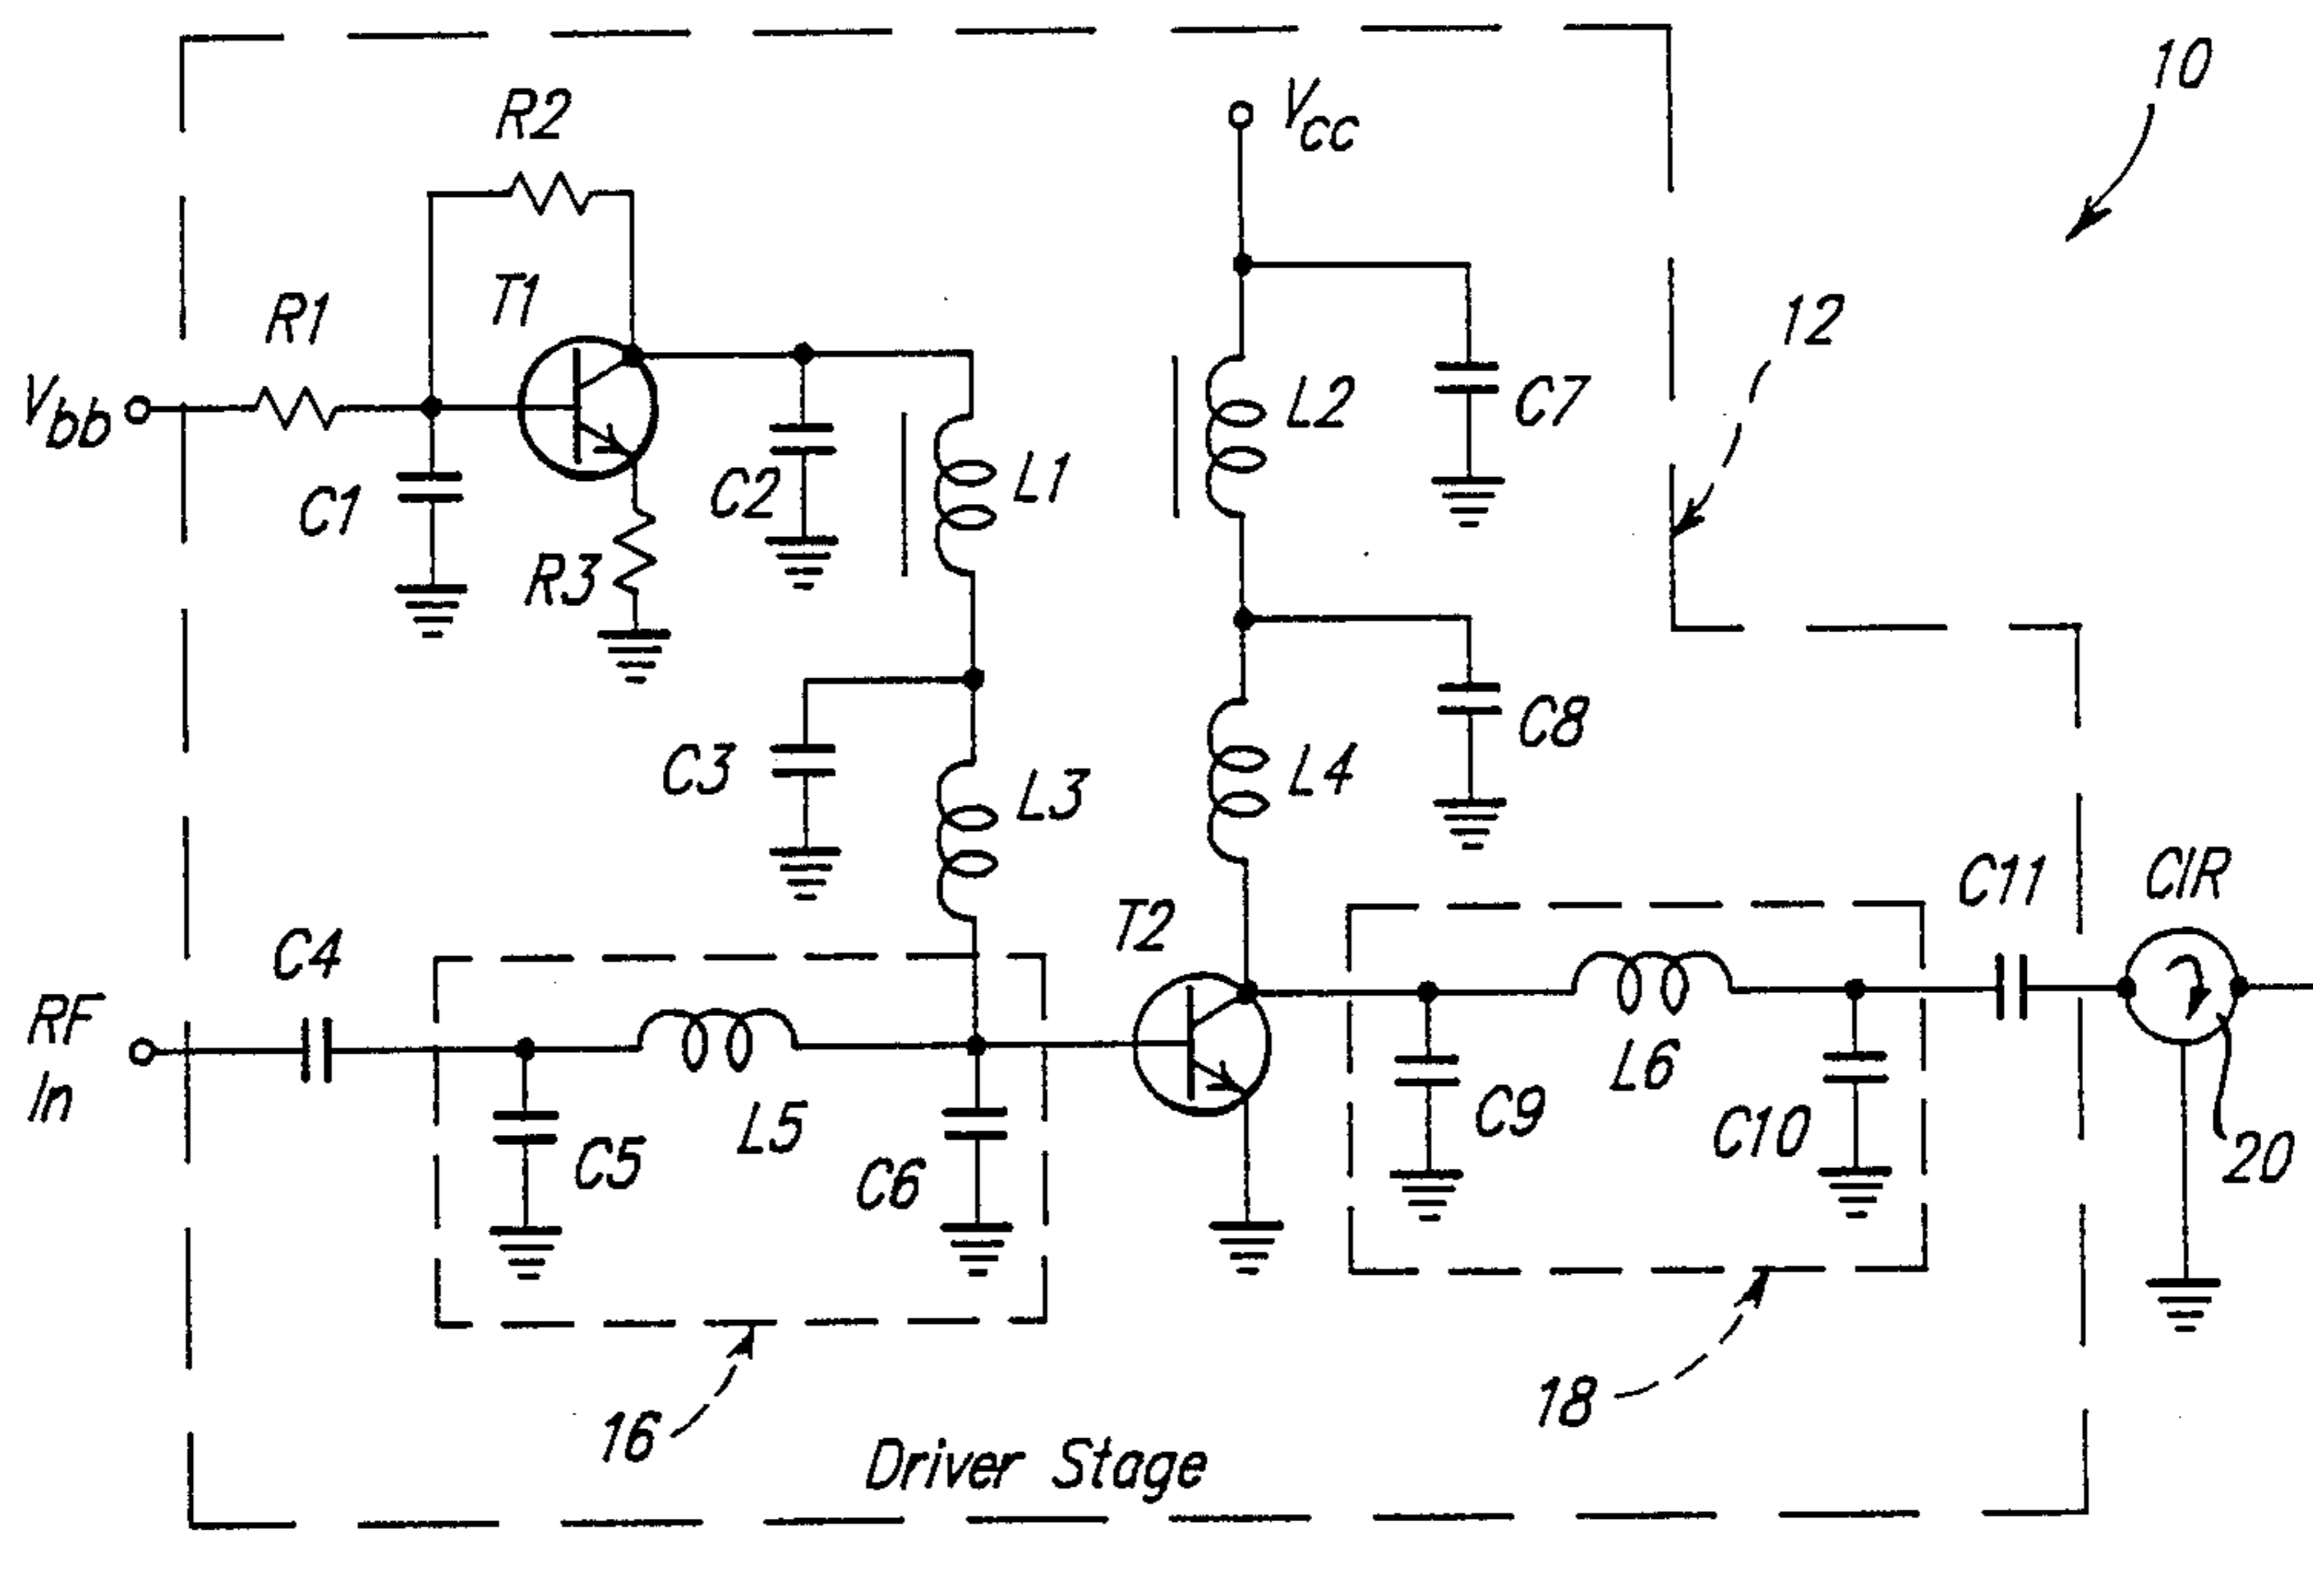 10
R2
Vcc
T1
R1
12
Vbb
L2
C7
C1
C2
L1
R3
C3
L3
L4
C8
C4
T2
C11
CIR
RF
In
L5
C5
C6
L6
C9
C10
20
16
18
Driver Stage